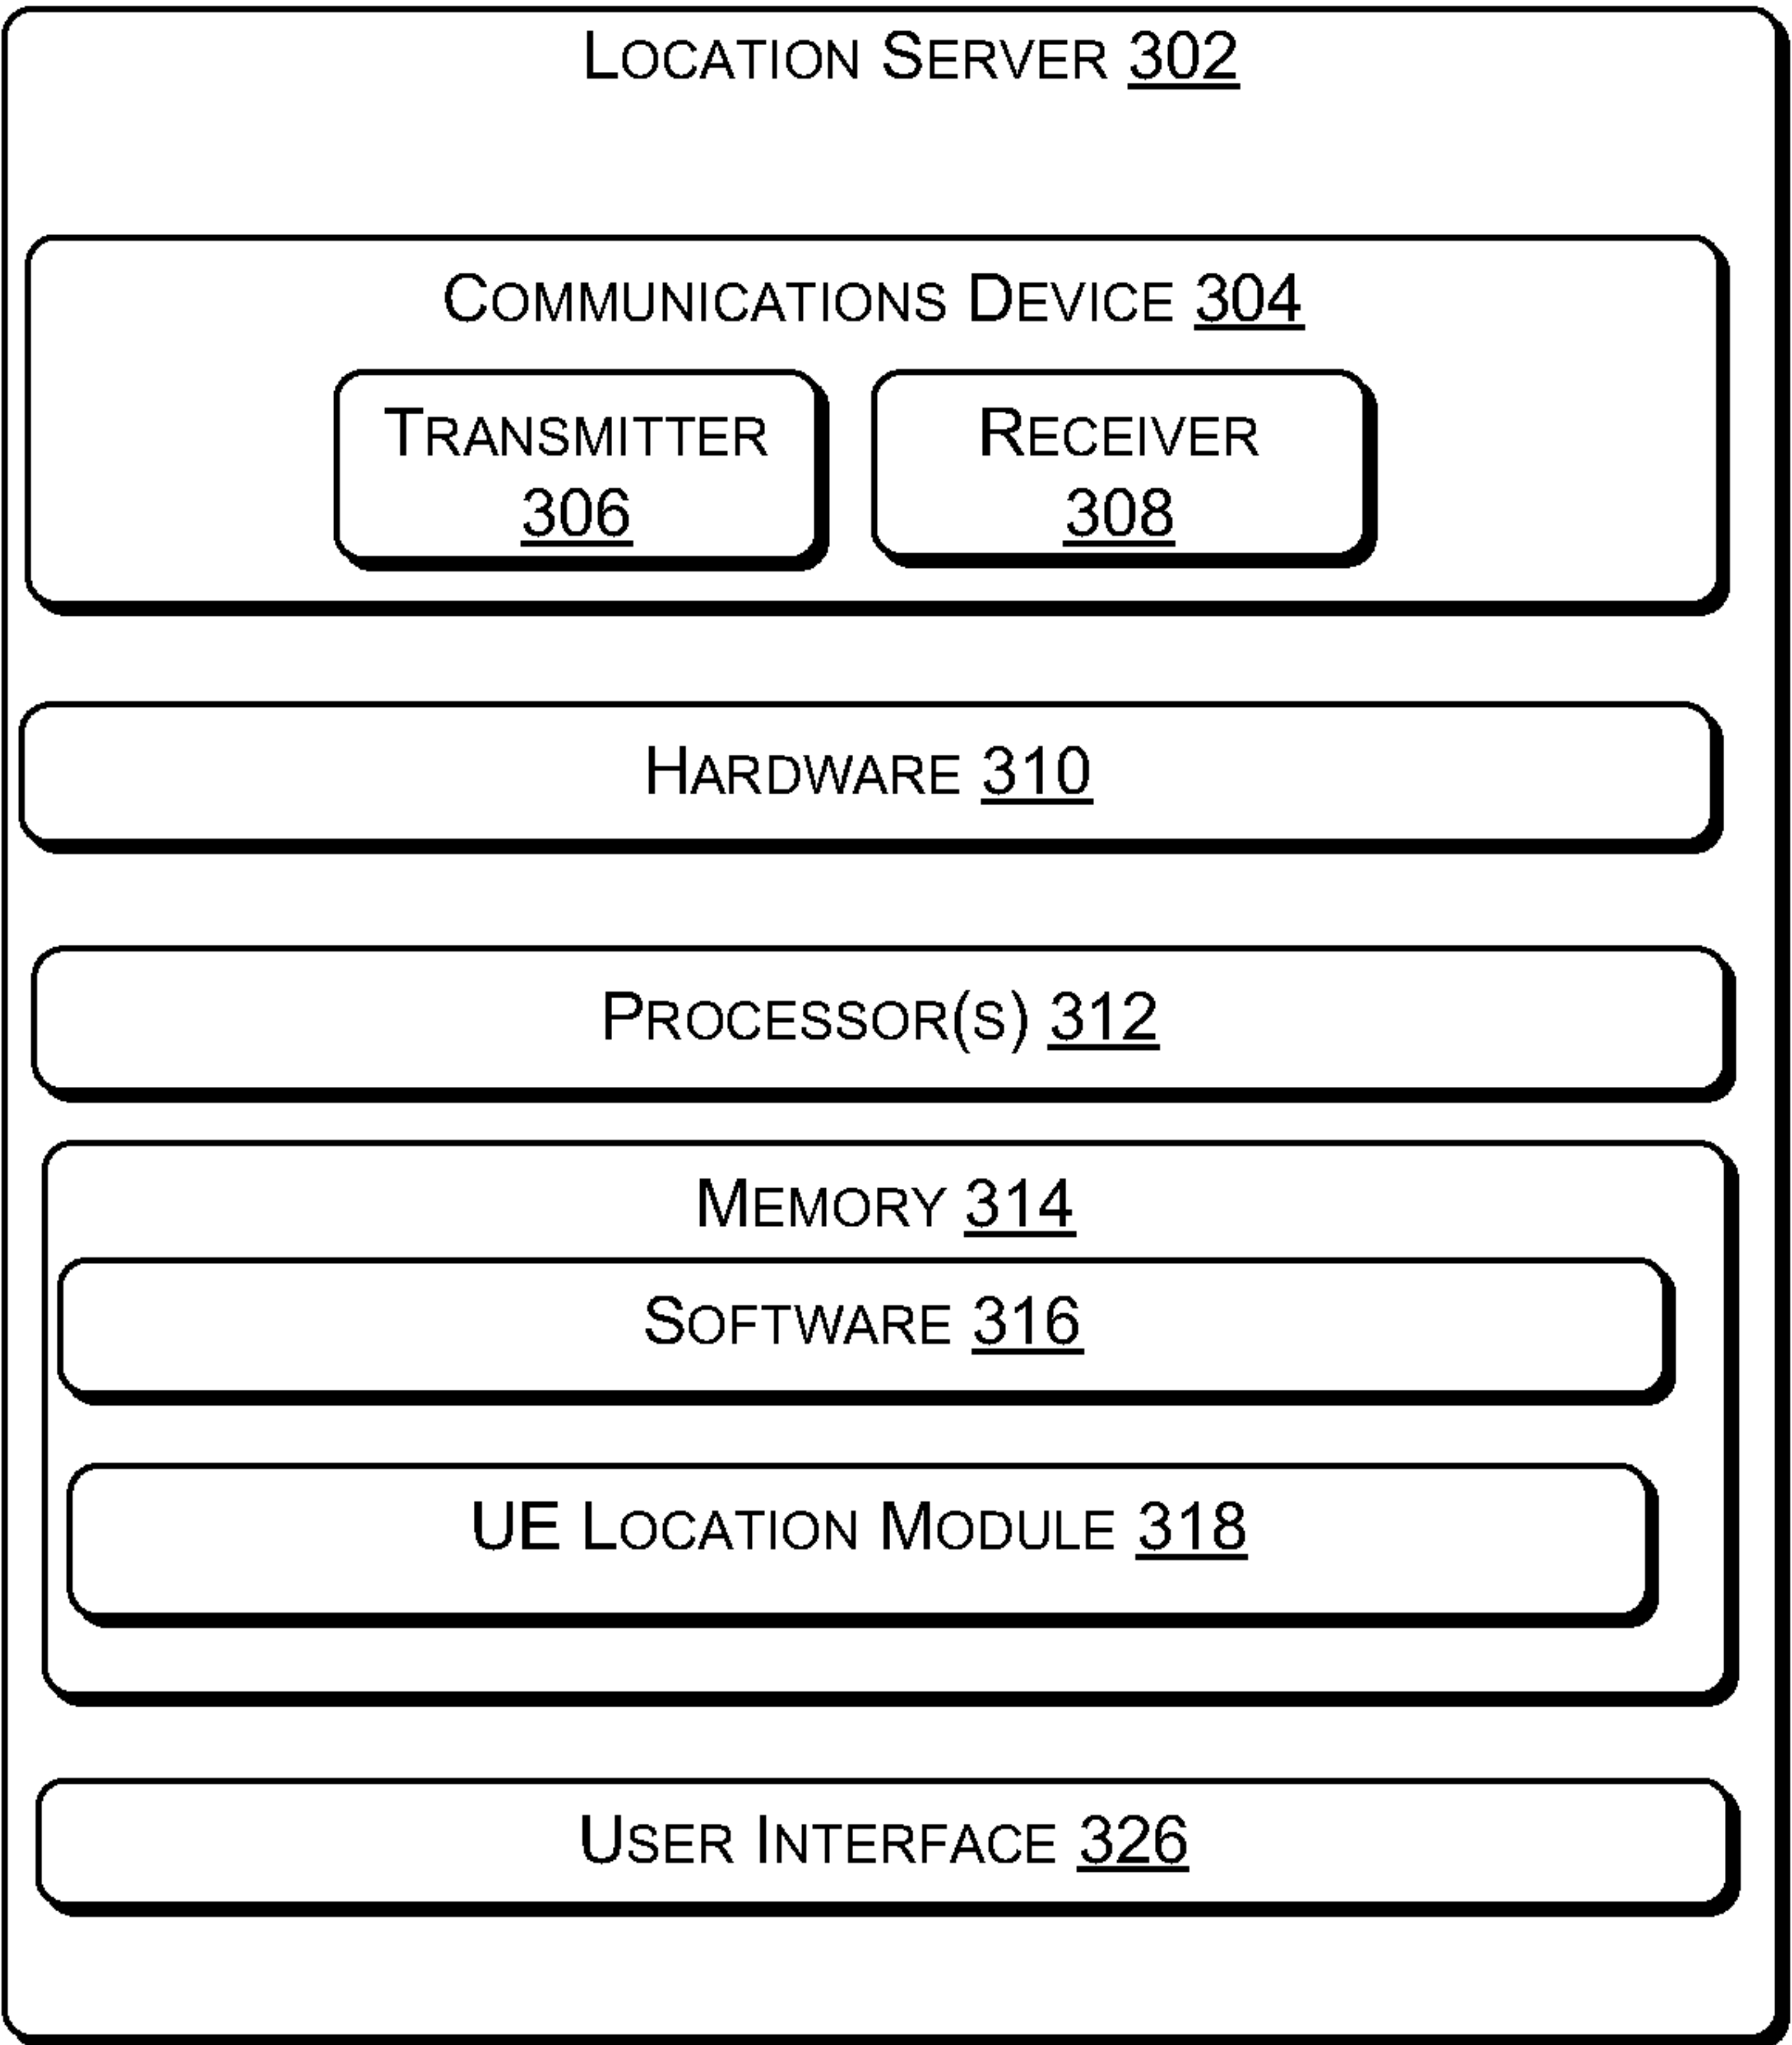 Location Server 302
Communications Device 304
Transmitter
306
Receiver
308
Hardware 310
Processor(s) 312
Memory 314
Software 316
UE Location Module 318
User Interface 326